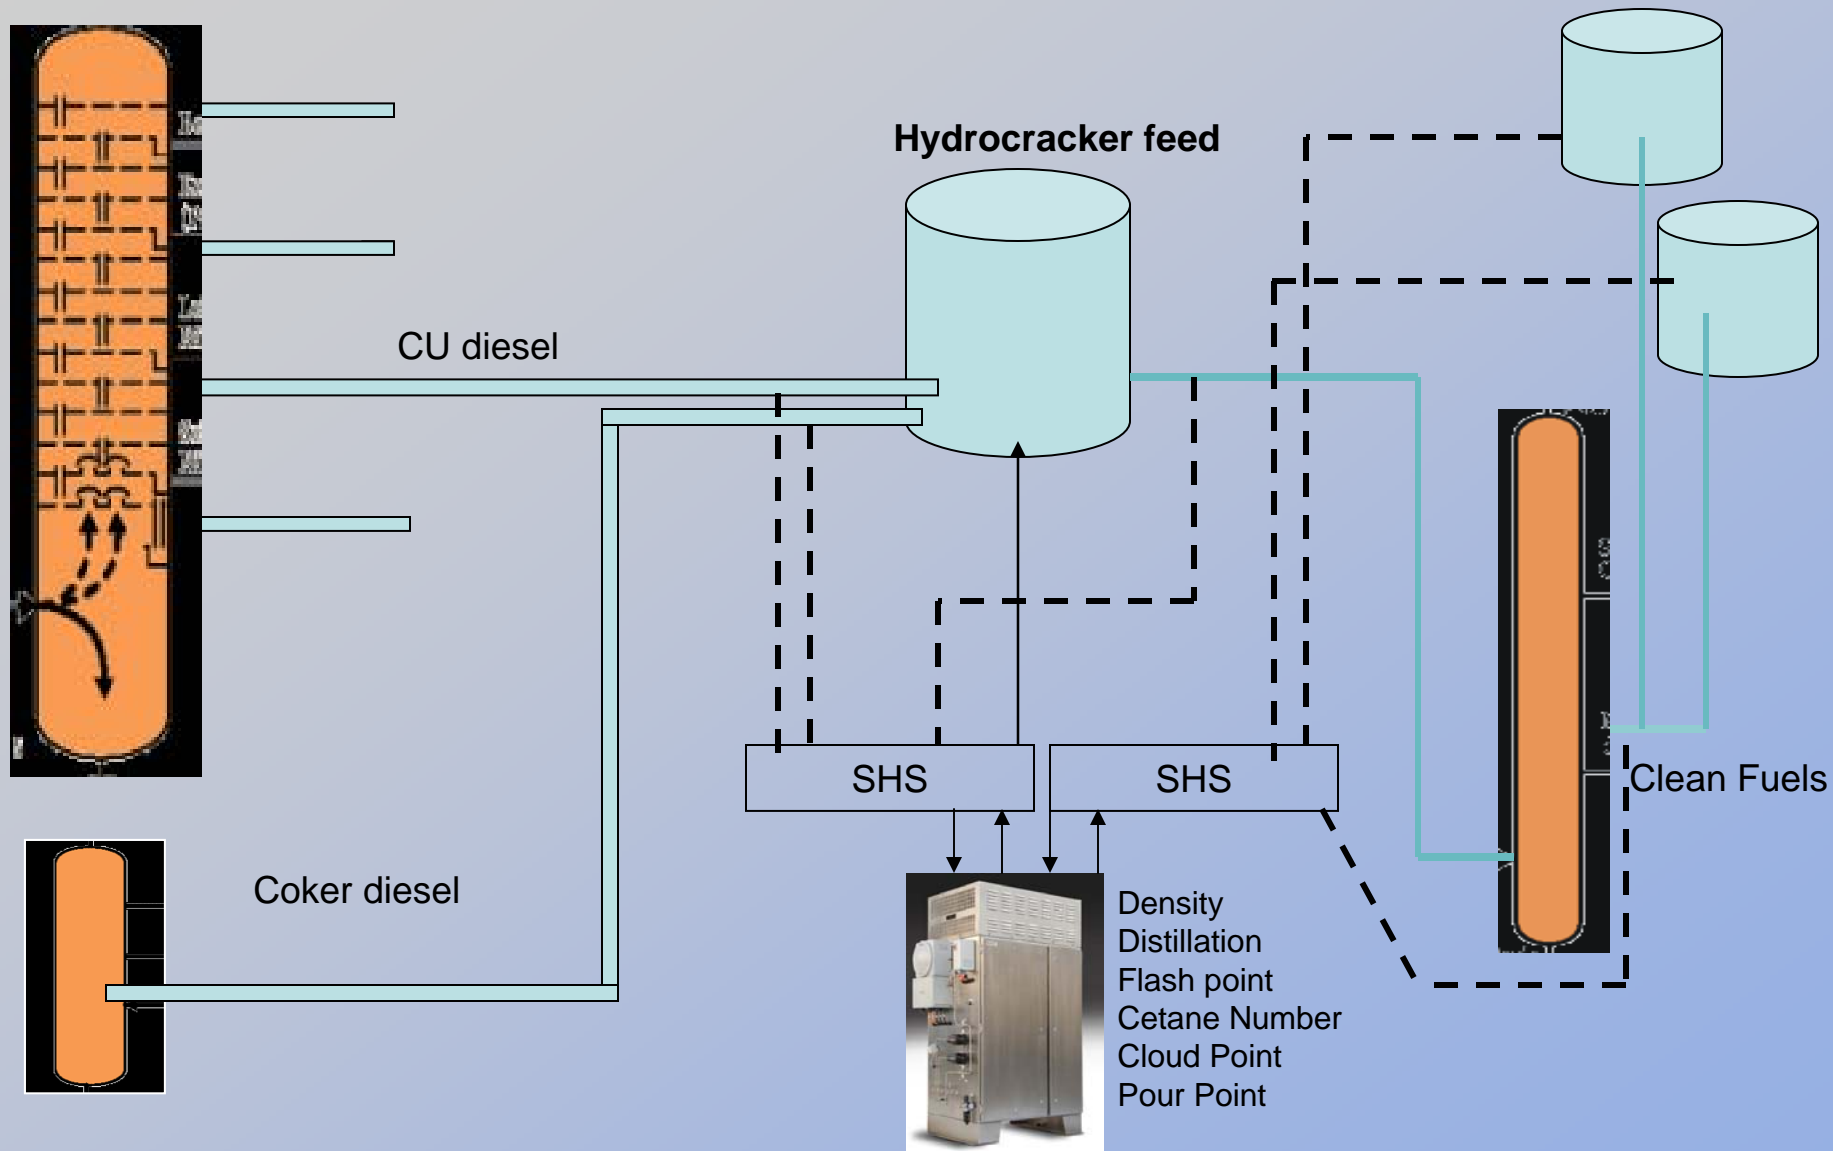 Hydrocracker feed
CU diesel
SHS
SHS
Clean Fuels
Coker diesel
Density
Distillation
Flash point
Cetane Number
Cloud Point
Pour Point